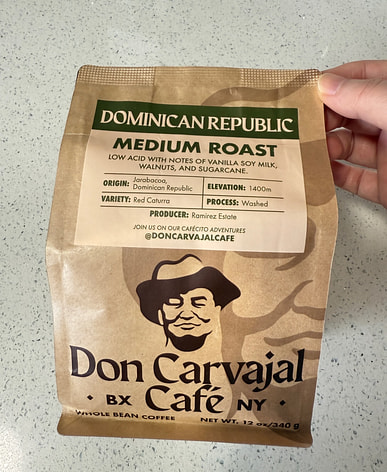 DOMINICAN REPUBLIC
MEDIUM ROAST
LOW ACID WITH NOTES OF VANILLA SOY MILK,
WALNUTS, AND SUGARCANE.
ORIGIN: Jarabacoa,
Dominican Republic
ELEVATION: 1400m
VARIETY: Red Caturra
PROCESS: Washed
PRODUCER: Ramirez Estate
JOIN US ON OUR CAFÉCITO ADVENTURES
@DONCARVAJALCAFE
Don Carvajal
• BX Café NY •
WHOLE BEAN COFFEE NET WT. 12 oz/340 g